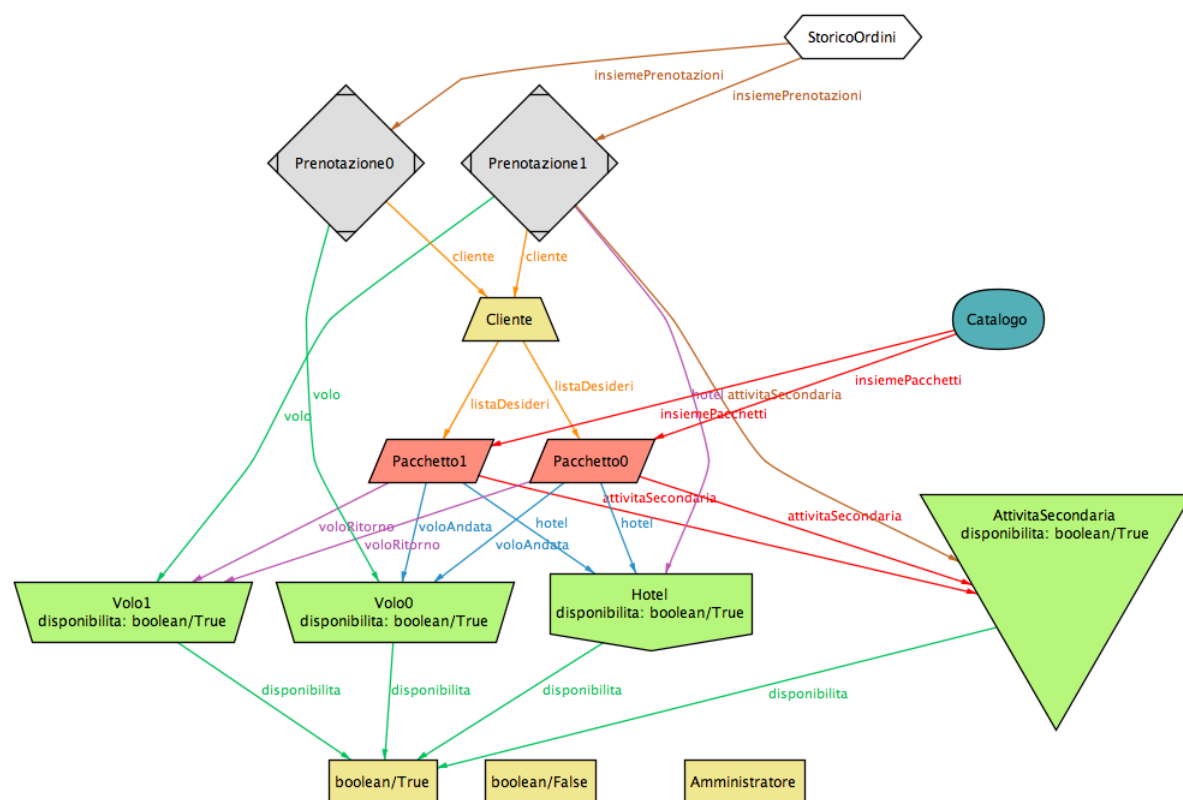 StoricoOrdini
insiemePrenotazioni
insiemePrenotazioni
Prenotazione0
Prenotazione1
cliente
cliente
Cliente
Catalogo
listaDesideri
listaDesideri
insiemePacchetti
volo
hotel
attivitaSecondaria
volo
insiemePacchetti
Pacchetto1
Pacchetto0
attivitaSecondaria
attivitaSecondaria
AttivitaSecondaria
disponibilita: boolean/True
voloRitorno
voloAndata
hotel
hotel
voloRitorno
voloAndata
Volo1
disponibilita: boolean/True
Volo0
disponibilita: boolean/True
Hotel
disponibilita: boolean/True
disponibilita
disponibilita
disponibilita
disponibilita
boolean/True
boolean/False
Amministratore